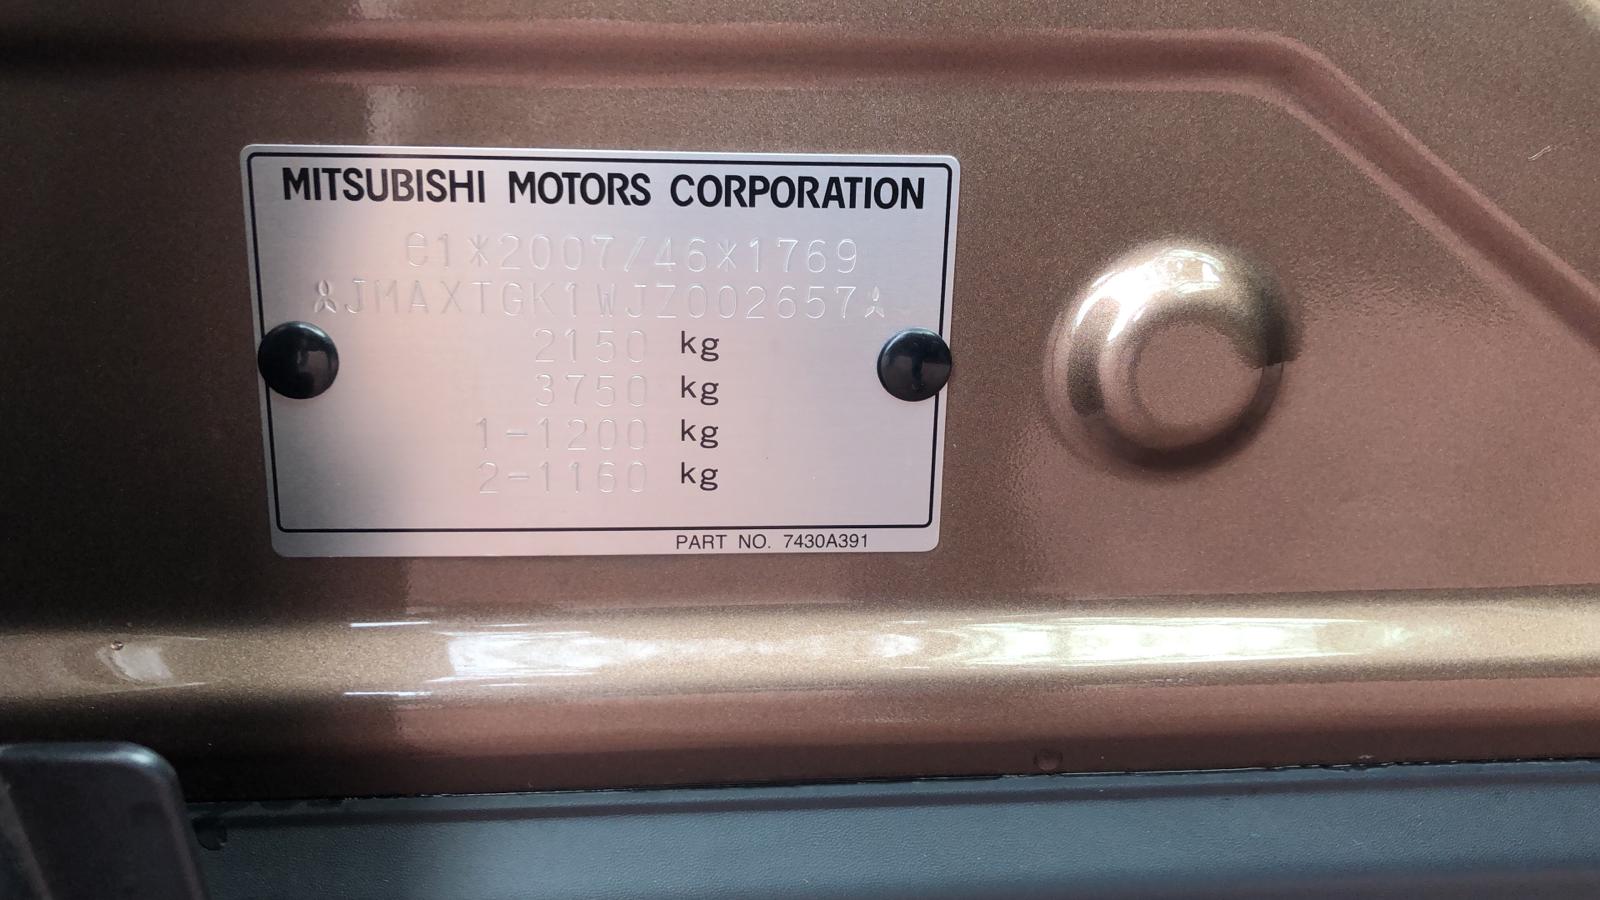 MITSUBISHI MOTORS CORPORATION
e1*2007/46*1769
JMAXTGK1WJZ002657
2150 kg
3750 kg
1-1200 kg
2-1160 kg
PART NO. 7430A391